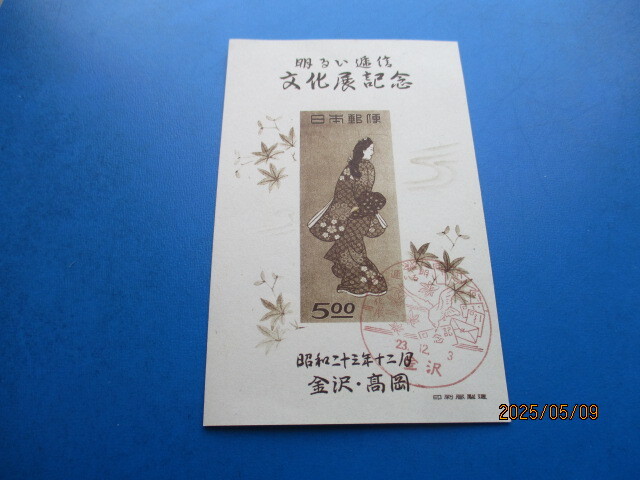 明るい逓信
文化展記念
日本郵便
5.00
23.12.3
金沢
昭和二十三年十二月
金沢・高岡
印刷局製造
2025/05/09